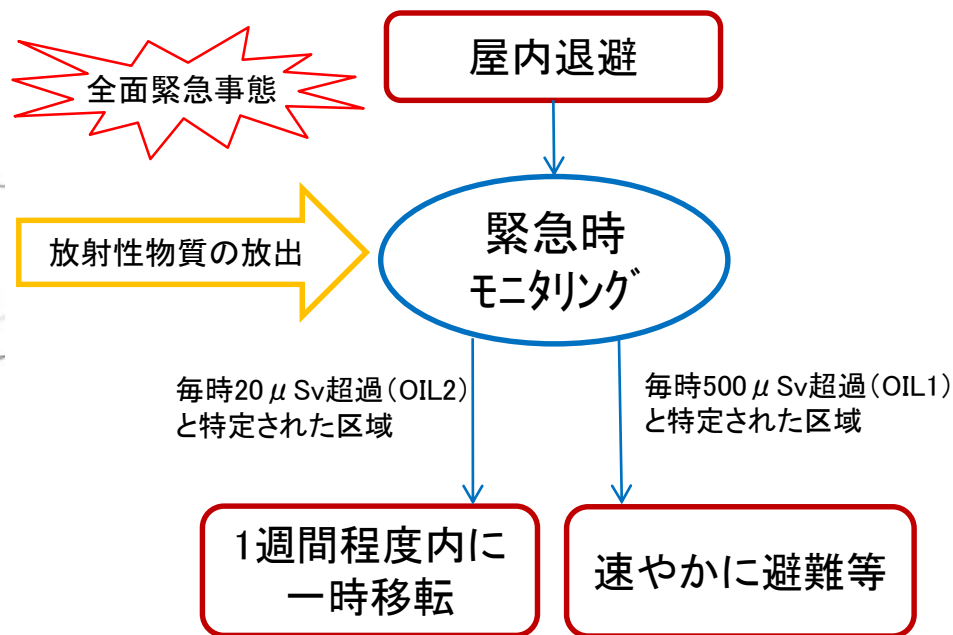 全面緊急事態
屋内退避
放射性物質の放出
緊急時
ﾓﾆﾀﾘﾝｸﾞ
毎時20μSv超過(OIL2)
と特定された区域
毎時500μSv超過(OIL1)
と特定された区域
1週間程度内に
一時移転
速やかに避難等